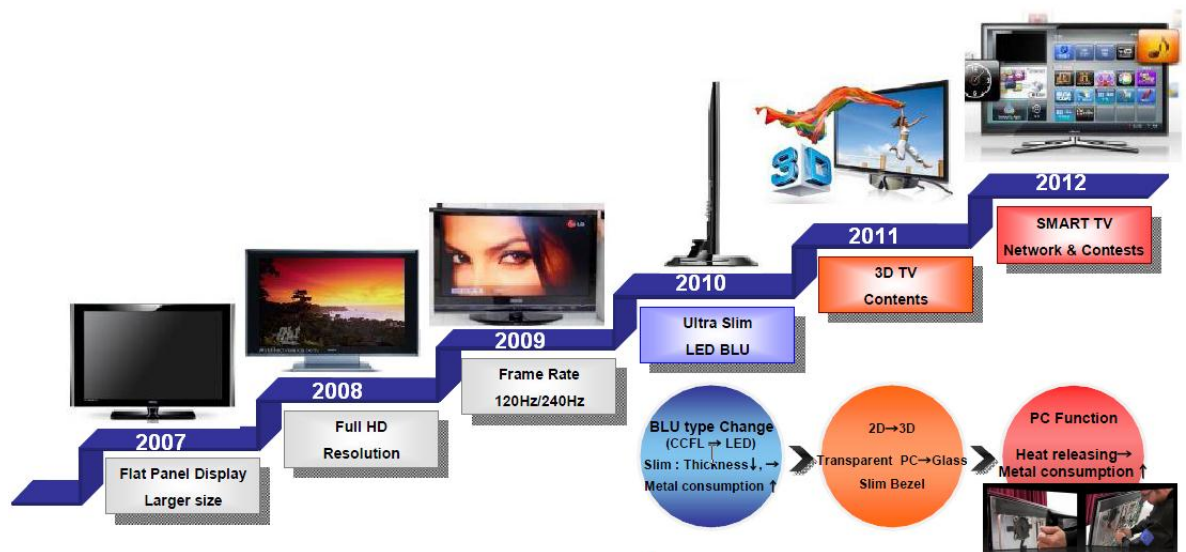 2007
Flat Panel Display
Larger size
2008
Full HD
Resolution
2009
Frame Rate
120Hz/240Hz
2010
Ultra Slim
LED BLU
2011
3D TV
Contents
2012
SMART TV
Network & Contests
3D
LG
BLU type Change
(CCFL → LED)
Slim : Thickness↓, →
Metal consumption ↑
2D→3D
Transparent PC→Glass
Slim Bezel
PC Function
Heat releasing→
Metal consumption ↑